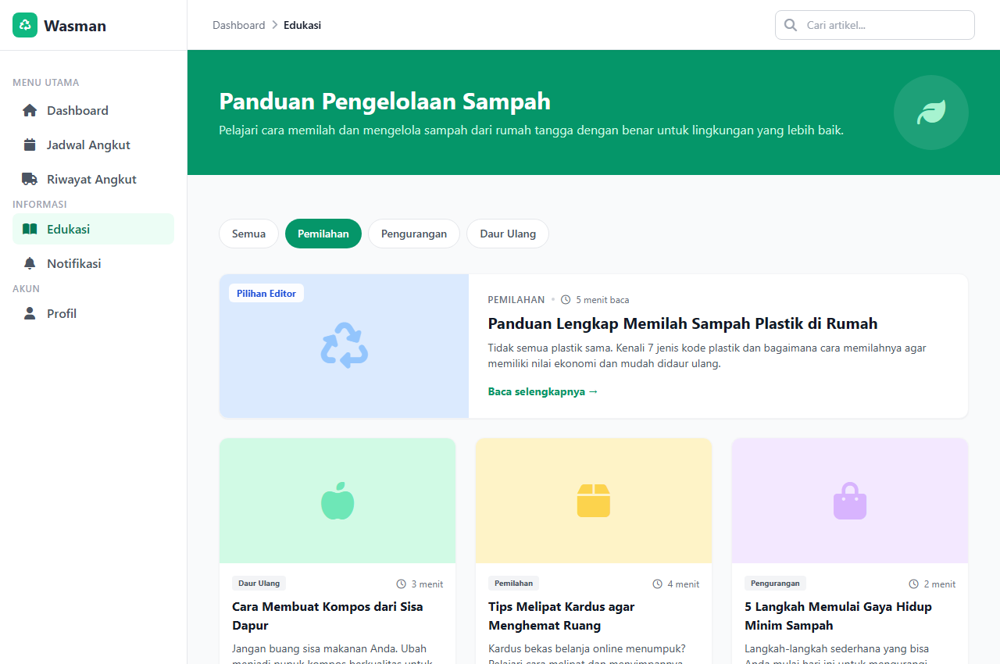 Wasman
Dashboard > Edukasi
Cari artikel...
MENU UTAMA
Dashboard
Jadwal Angkut
Riwayat Angkut
INFORMASI
Edukasi
Notifikasi
AKUN
Profil
Panduan Pengelolaan Sampah
Pelajari cara memilah dan mengelola sampah dari rumah tangga dengan benar untuk lingkungan yang lebih baik.
Semua
Pemilahan
Pengurangan
Daur Ulang
Pilihan Editor
PEMILAHAN • 5 menit baca
Panduan Lengkap Memilah Sampah Plastik di Rumah
Tidak semua plastik sama. Kenali 7 jenis kode plastik dan bagaimana cara memilahnya agar
memiliki nilai ekonomi dan mudah didaur ulang.
Baca selengkapnya →
Daur Ulang
3 menit
Cara Membuat Kompos dari Sisa
Dapur
Jangan buang sisa makanan Anda. Ubah
menjadi pupuk kompos berkualitas untuk
Pemilahan
4 menit
Tips Melipat Kardus agar
Menghemat Ruang
Kardus bekas belanja online menumpuk?
Pelajari cara melipat dan menyimpannya
Pengurangan
2 menit
5 Langkah Memulai Gaya Hidup
Minim Sampah
Langkah-langkah sederhana yang bisa
Anda mulai hari ini untuk mengurangi